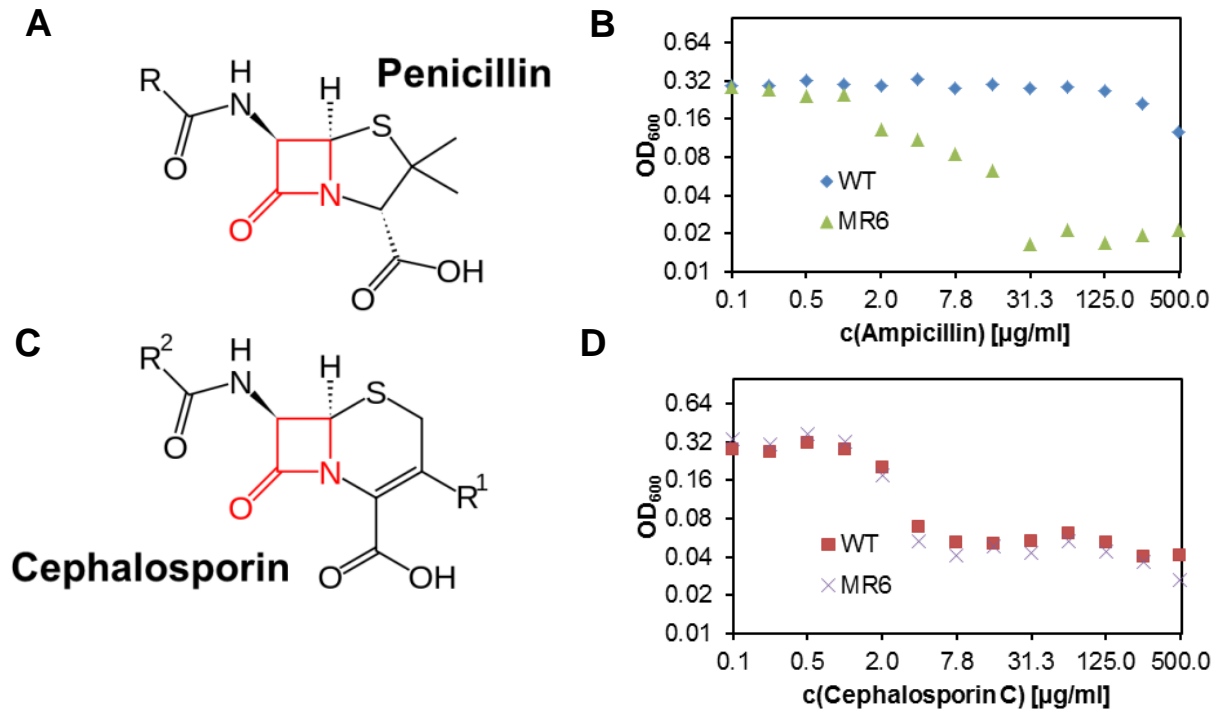 A
Penicillin
R
H
N
H
S
O
N
O
O
OH
B
OD600
0.64
0.32
0.16
0.08
0.04
0.02
0.01
WT
MR6
0.1 0.5 2.0 7.8 31.3 125.0 500.0
c(Ampicillin) [µg/ml]
C
Cephalosporin
R2
H
N
H
S
O
N
O
R1
O
OH
D
OD600
0.64
0.32
0.16
0.08
0.04
0.02
0.01
WT
MR6
0.1 0.5 2.0 7.8 31.3 125.0 500.0
c(Cephalosporin C) [µg/ml]